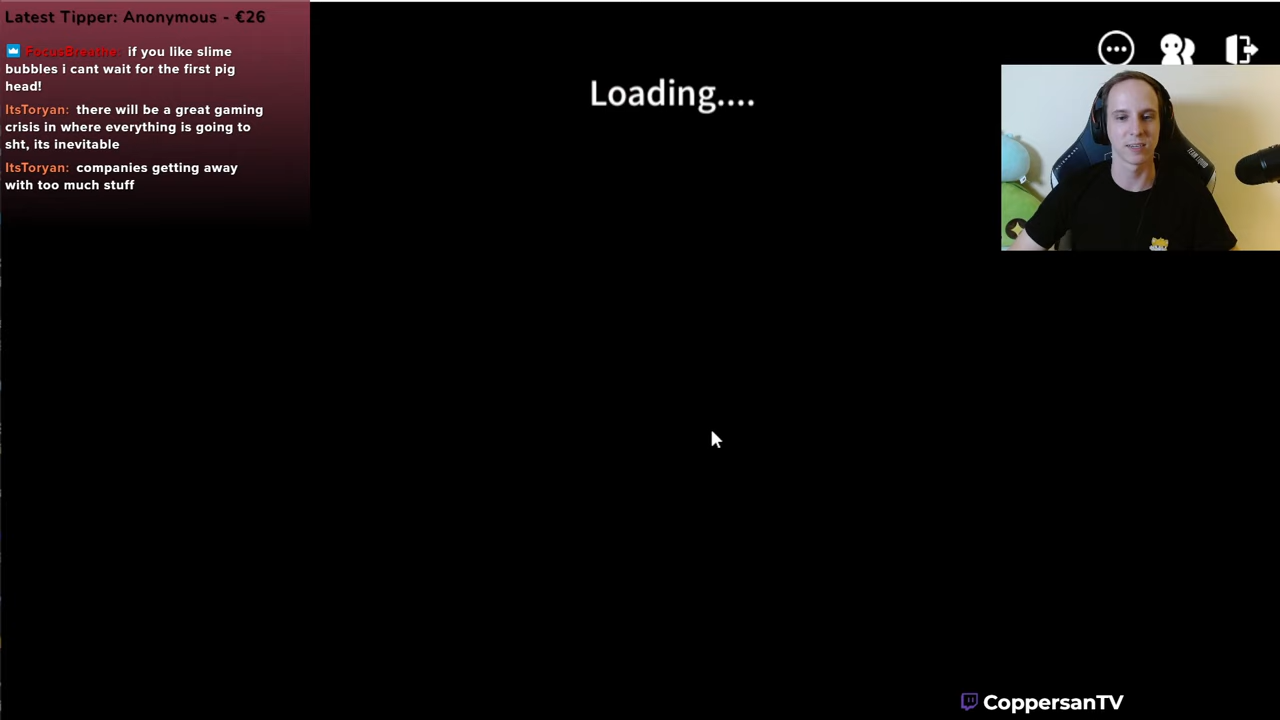 Latest Tipper: Anonymous - €26
FocusBreathe: if you like slime
bubbles i cant wait for the first pig
head!
ItsToryan: there will be a great gaming
crisis in where everything is going to
sht, its inevitable
ItsToryan: companies getting away
with too much stuff
Loading....
CoppersanTV